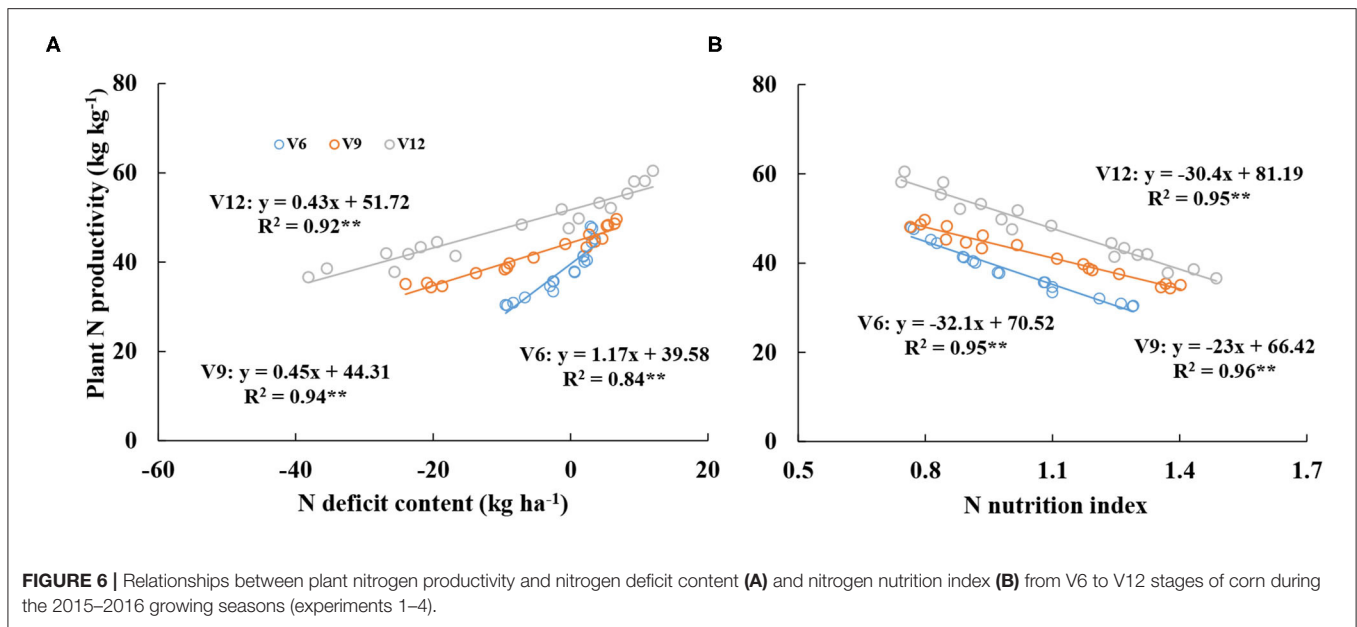 A
B
Plant N productivity (kg kg⁻¹)
80
60
40
20
0
V6 V9 V12
V12: y = 0.43x + 51.72
R² = 0.92**
V9: y = 0.45x + 44.31
R² = 0.94**
V6: y = 1.17x + 39.58
R² = 0.84**
-60 -40 -20 0 20
N deficit content (kg ha⁻¹)
80
60
40
20
0
V12: y = -30.4x + 81.19
R² = 0.95**
V6: y = -32.1x + 70.52
R² = 0.95**
V9: y = -23x + 66.42
R² = 0.96**
0.5 0.8 1.1 1.4 1.7
N nutrition index
FIGURE 6 | Relationships between plant nitrogen productivity and nitrogen deficit content (A) and nitrogen nutrition index (B) from V6 to V12 stages of corn during
the 2015–2016 growing seasons (experiments 1–4).